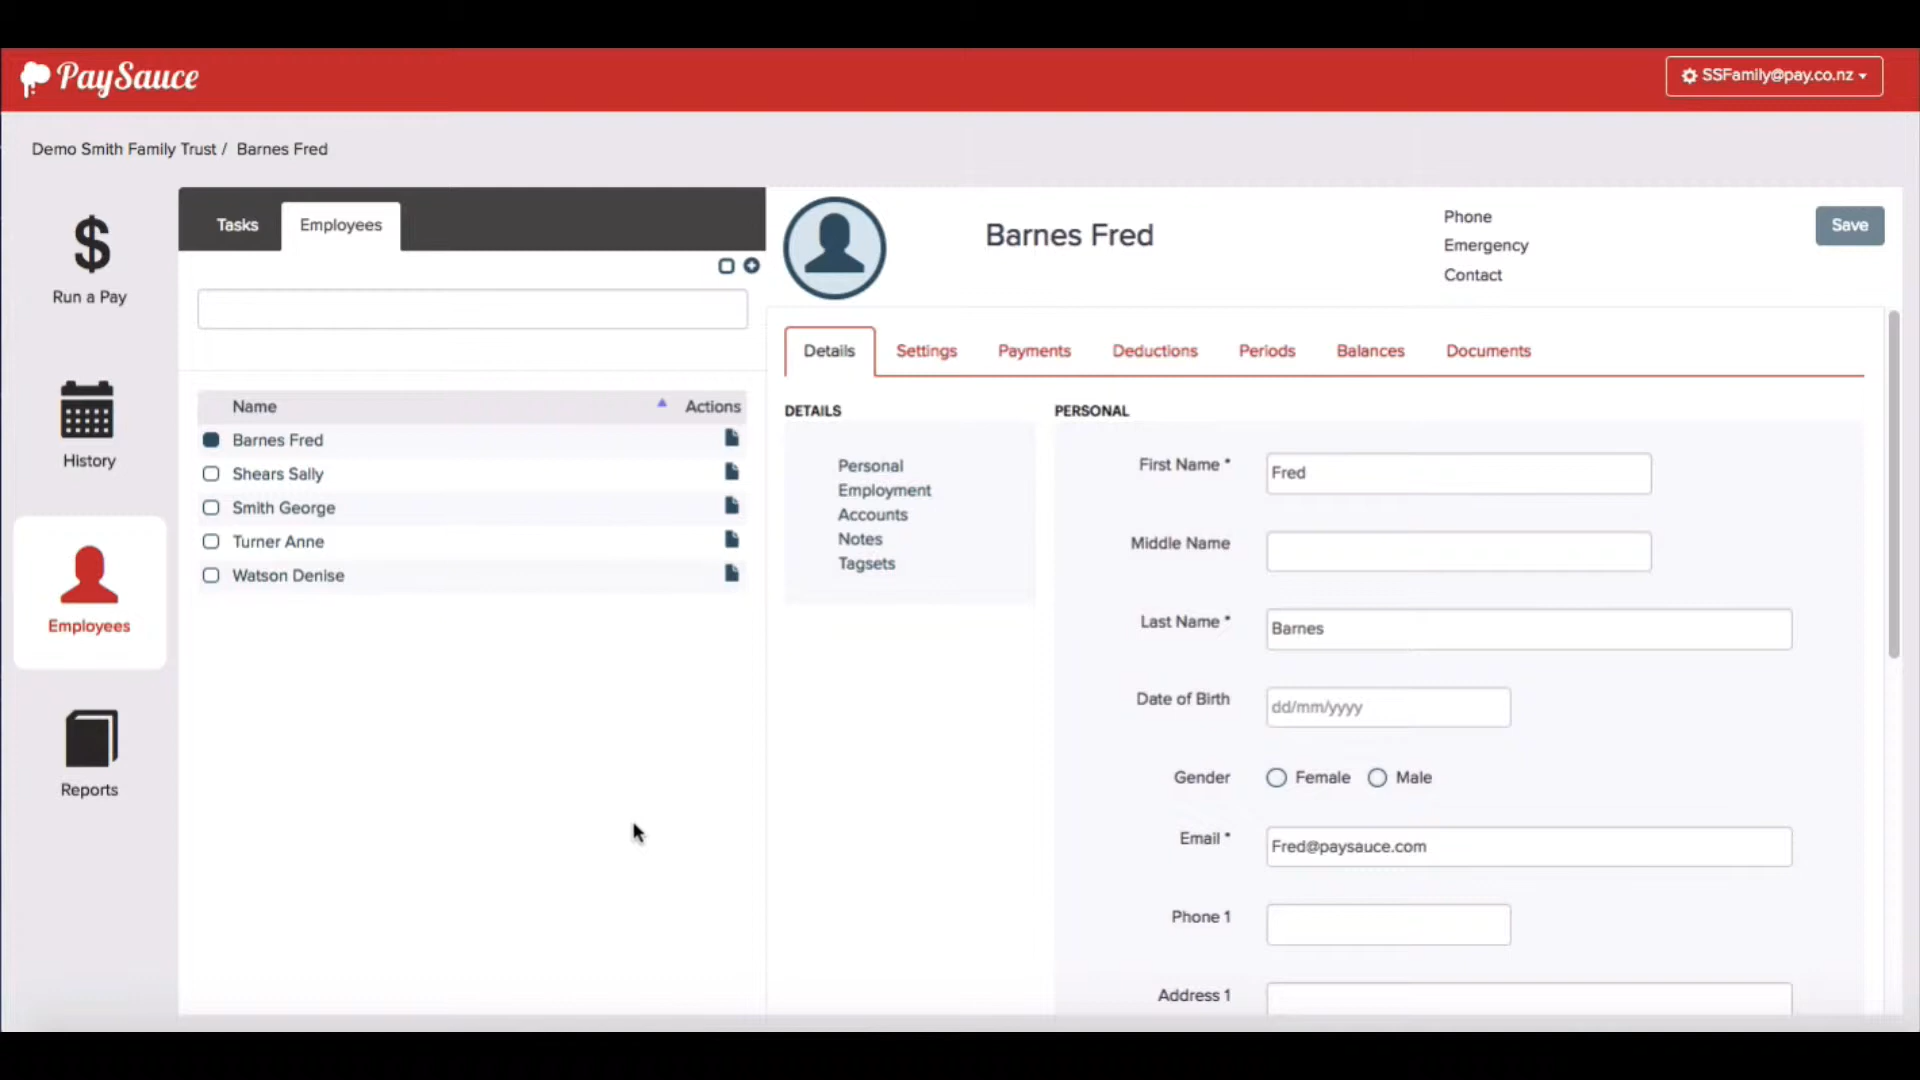 PaySauce
SSFamily@pay.co.nz
Demo Smith Family Trust / Barnes Fred
Run a Pay
History
Employees
Reports
Tasks
Employees
Name
Actions
Barnes Fred
Shears Sally
Smith George
Turner Anne
Watson Denise
Barnes Fred
Phone
Emergency
Contact
Save
Details
Settings
Payments
Deductions
Periods
Balances
Documents
DETAILS
Personal
Employment
Accounts
Notes
Tagsets
PERSONAL
First Name *
Fred
Middle Name
Last Name *
Barnes
Date of Birth
dd/mm/yyyy
Gender
Female
Male
Email *
Fred@paysauce.com
Phone 1
Address 1